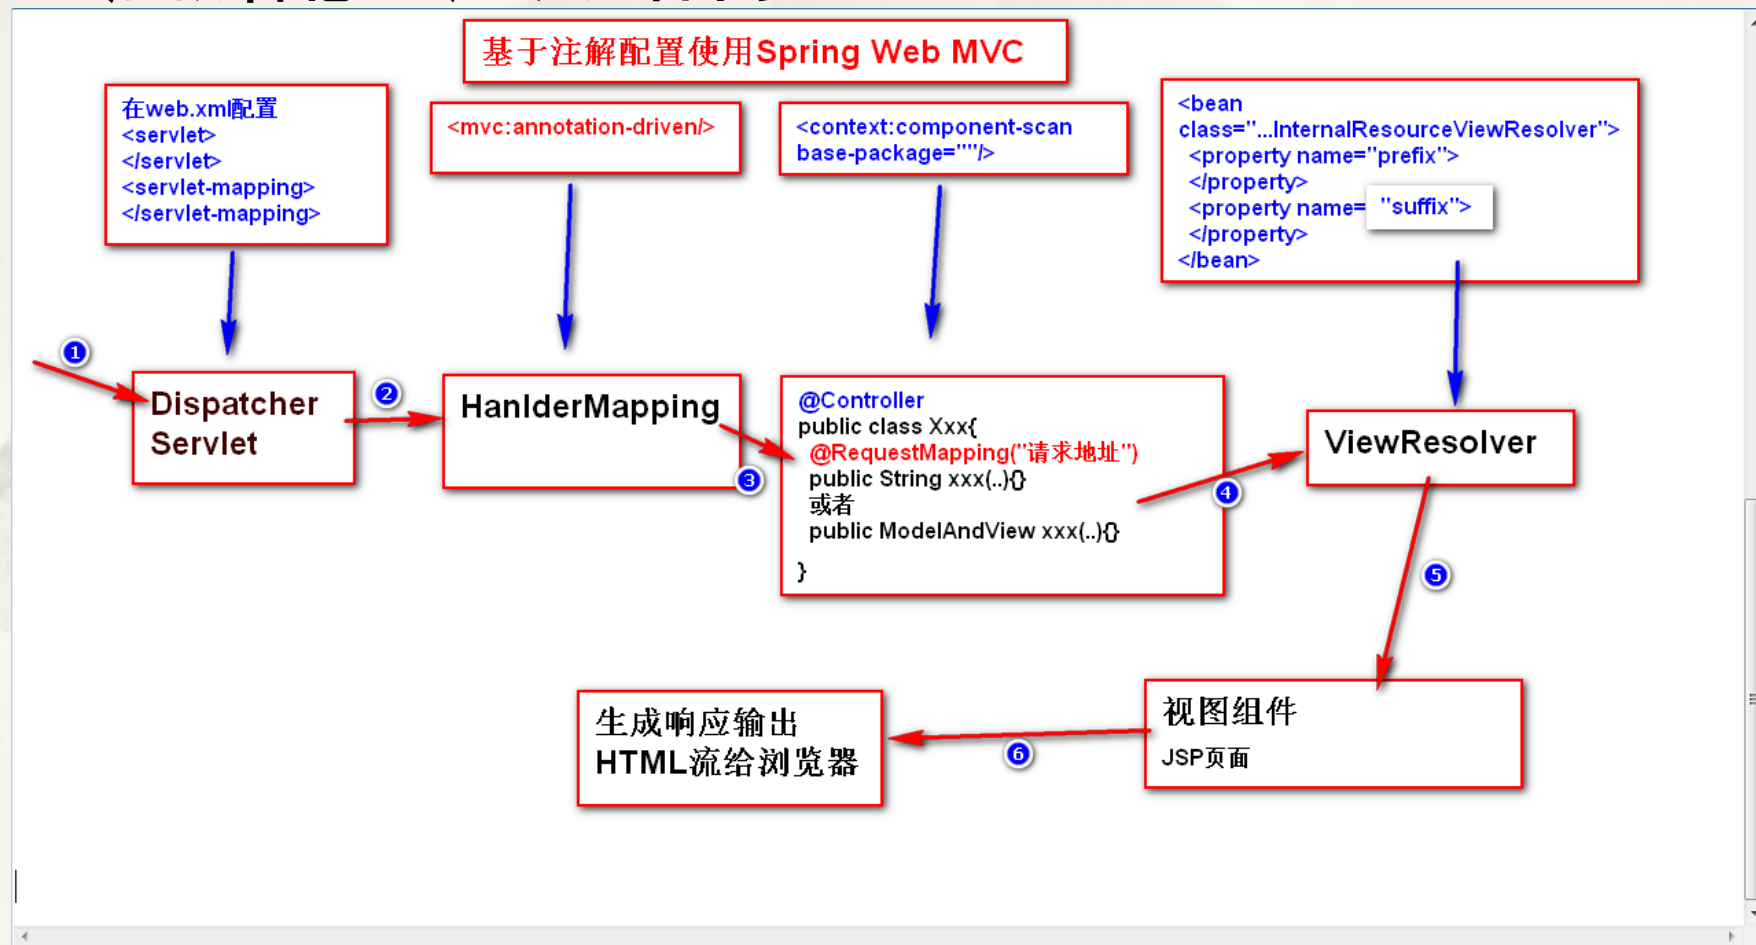 基于注解配置使用Spring Web MVC
在web.xml配置
<servlet>
</servlet>
<servlet-mapping>
</servlet-mapping>
<mvc:annotation-driven/>
<context:component-scan
base-package=""/>
<bean
class="...InternalResourceViewResolver">
<property name="prefix">
</property>
<property name= "suffix">
</property>
</bean>
1
Dispatcher
Servlet
2
HanlderMapping
3
@Controller
public class Xxx{
@RequestMapping("请求地址")
public String xxx(..){}
或者
public ModelAndView xxx(..){}
}
4
ViewResolver
5
视图组件
JSP页面
6
生成响应输出
HTML流给浏览器